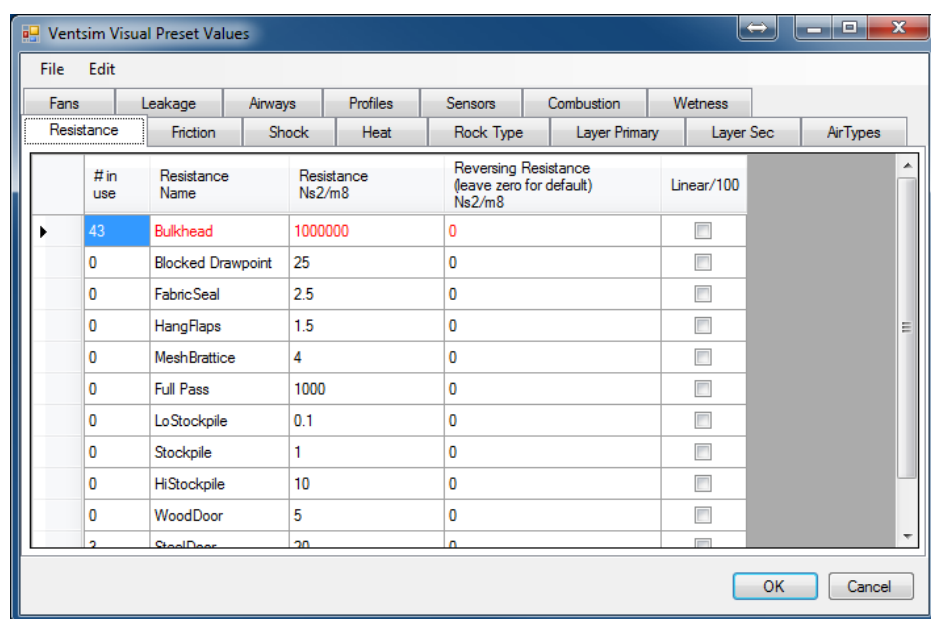 Ventsim Visual Preset Values
File Edit
Fans Leakage Airways Profiles Sensors Combustion Wetness
Resistance Friction Shock Heat Rock Type Layer Primary Layer Sec AirTypes
# in use Resistance Name Resistance Ns2/m8 Reversing Resistance (leave zero for default) Ns2/m8 Linear/100
43 Bulkhead 1000000 0
0 Blocked Drawpoint 25 0
0 FabricSeal 2.5 0
0 HangFlaps 1.5 0
0 MeshBrattice 4 0
0 Full Pass 1000 0
0 LoStockpile 0.1 0
0 Stockpile 1 0
0 HiStockpile 10 0
0 WoodDoor 5 0
SteelDoor 20 0
OK Cancel